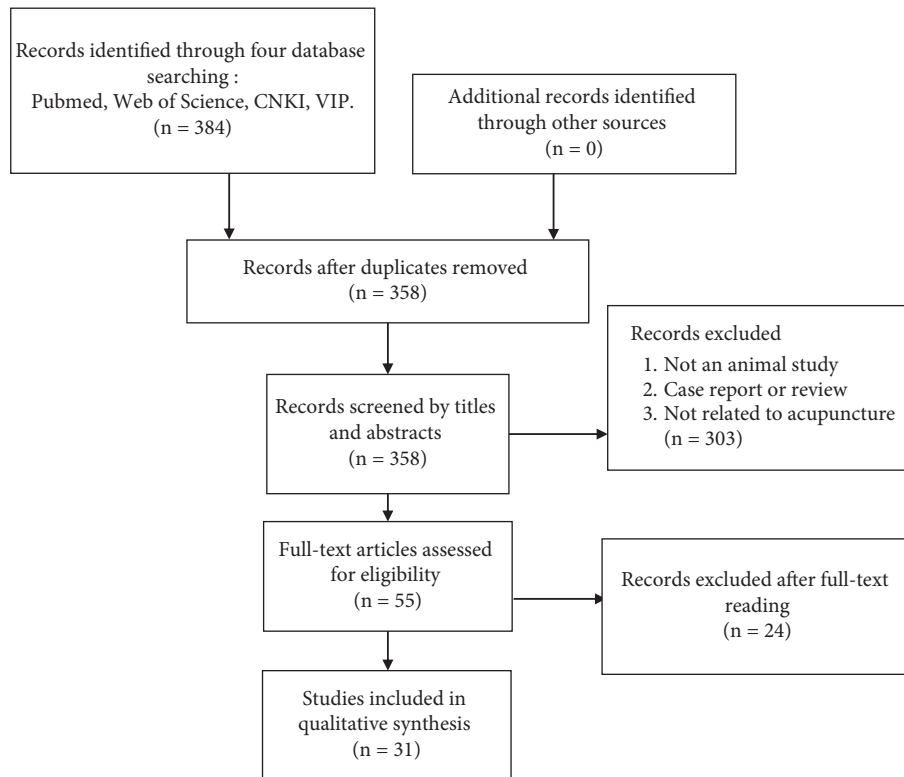 Records identified through four database
searching :
Pubmed, Web of Science, CNKI, VIP.
(n = 384)
Additional records identified
through other sources
(n = 0)
Records after duplicates removed
(n = 358)
Records screened by titles
and abstracts
(n = 358)
Records excluded
1. Not an animal study
2. Case report or review
3. Not related to acupuncture
(n = 303)
Full-text articles assessed
for eligibility
(n = 55)
Records excluded after full-text
reading
(n = 24)
Studies included in
qualitative synthesis
(n = 31)